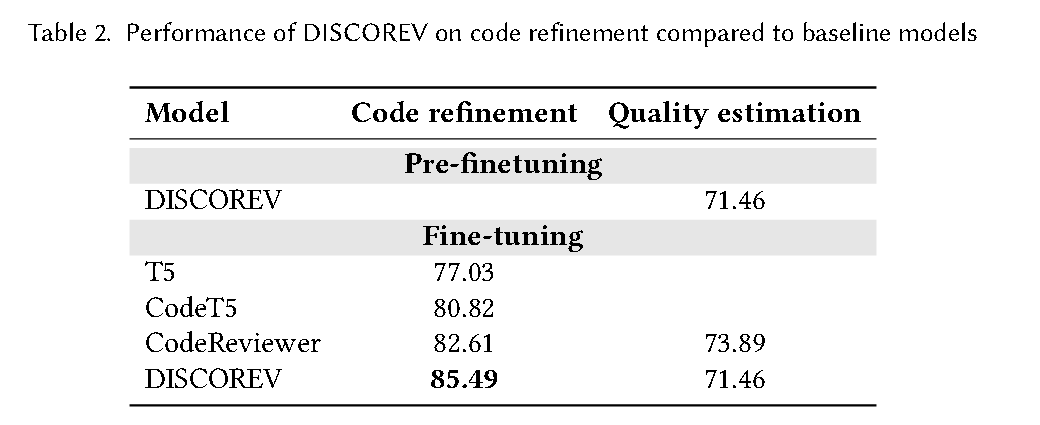 Table 2. Performance of DISCOREV on code refinement compared to baseline models
Model Code refinement Quality estimation
Pre-finetuning
DISCOREV 71.46
Fine-tuning
T5 77.03
CodeT5 80.82
CodeReviewer 82.61 73.89
DISCOREV 85.49 71.46